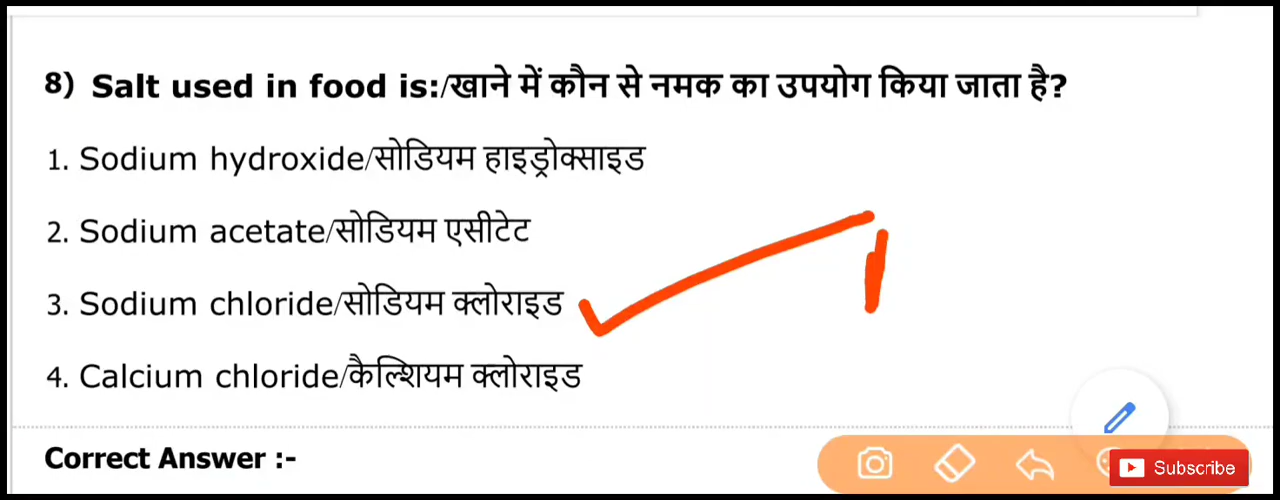 8) Salt used in food is:/खाने में कौन से नमक का उपयोग किया जाता है?
1. Sodium hydroxide/सोडियम हाइड्रोक्साइड
2. Sodium acetate/सोडियम एसीटेट
3. Sodium chloride/सोडियम क्लोराइड
4. Calcium chloride/कैल्शियम क्लोराइड
Correct Answer :-
Subscribe